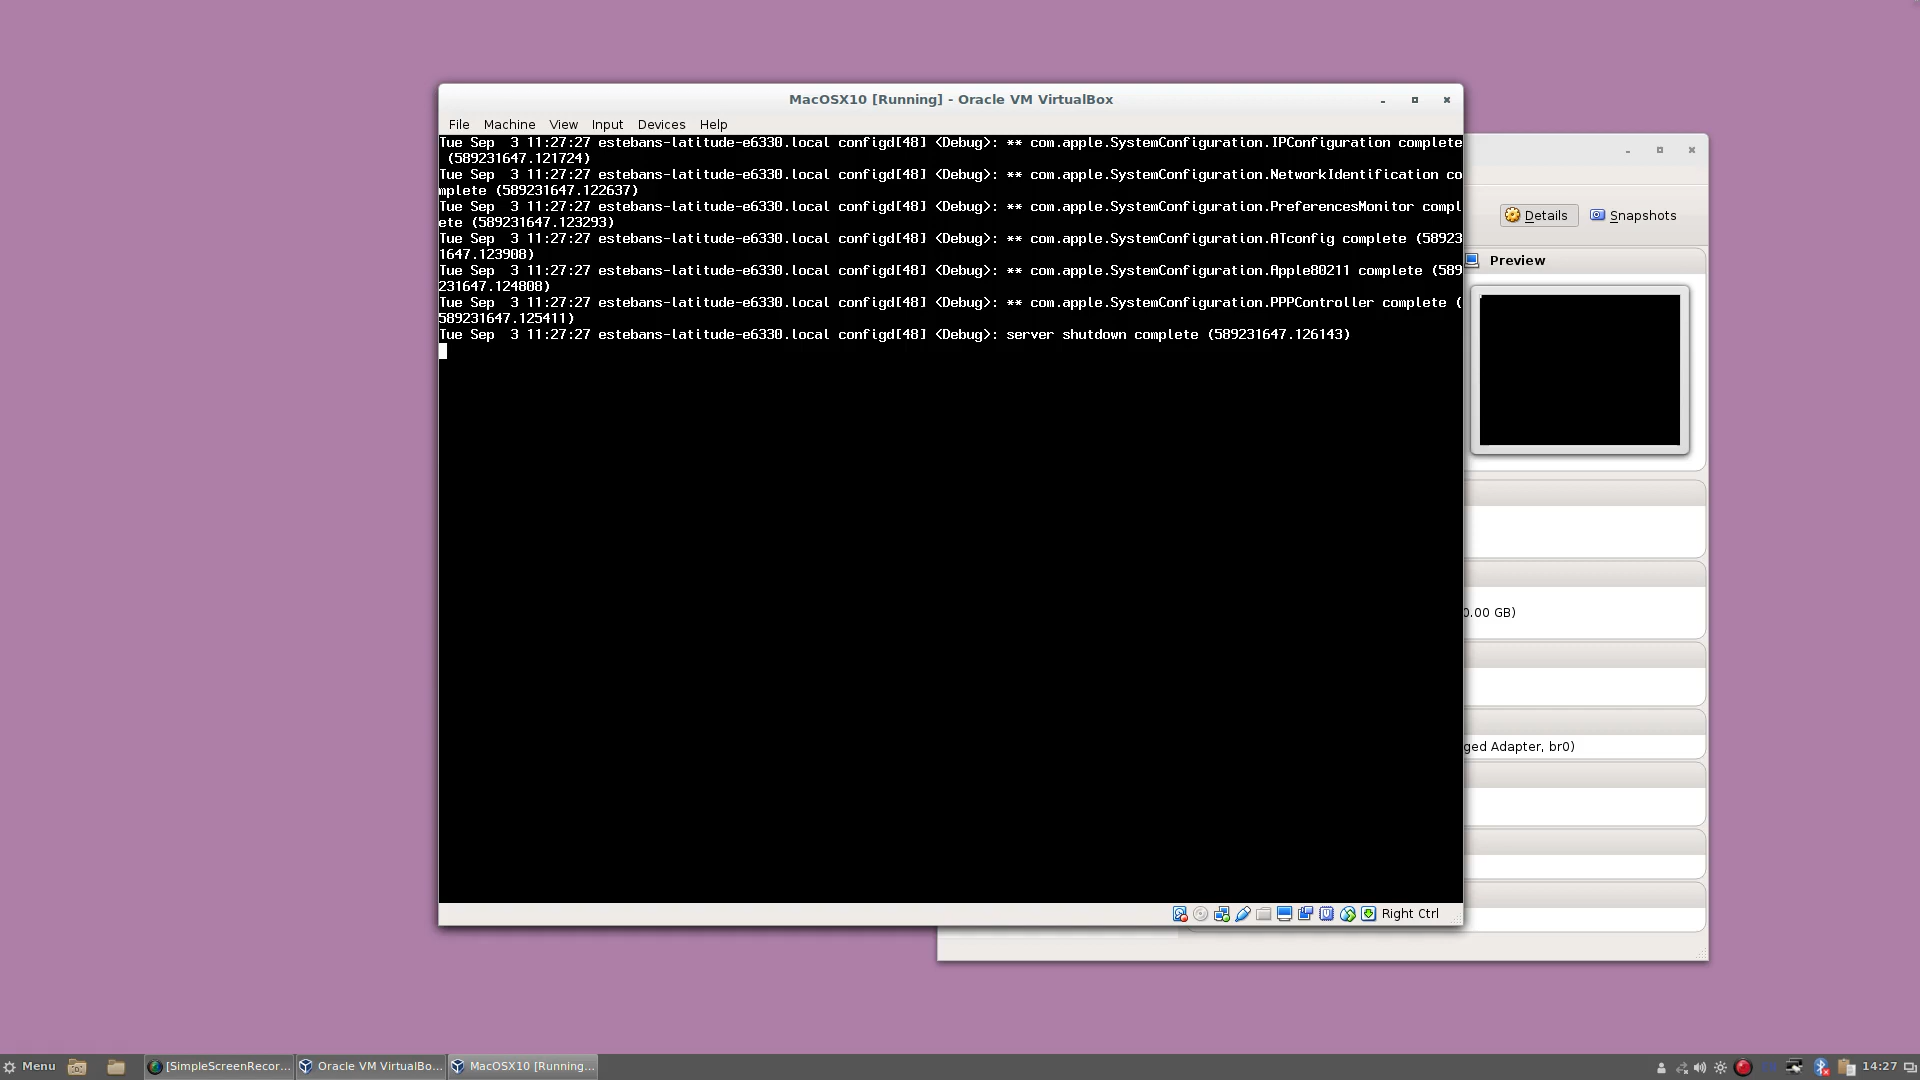 MacOSX10 [Running] - Oracle VM VirtualBox
File Machine View Input Devices Help
Tue Sep  3 11:27:27 estebans-latitude-e6330.local configd[48] <Debug>: ** com.apple.SystemConfiguration.IPConfiguration complete
 (589231647.121724)
Tue Sep  3 11:27:27 estebans-latitude-e6330.local configd[48] <Debug>: ** com.apple.SystemConfiguration.NetworkIdentification co
mplete (589231647.122637)
Tue Sep  3 11:27:27 estebans-latitude-e6330.local configd[48] <Debug>: ** com.apple.SystemConfiguration.PreferencesMonitor compl
ete (589231647.123293)
Tue Sep  3 11:27:27 estebans-latitude-e6330.local configd[48] <Debug>: ** com.apple.SystemConfiguration.ATconfig complete (58923
1647.123908)
Tue Sep  3 11:27:27 estebans-latitude-e6330.local configd[48] <Debug>: ** com.apple.SystemConfiguration.Apple80211 complete (589
231647.124808)
Tue Sep  3 11:27:27 estebans-latitude-e6330.local configd[48] <Debug>: ** com.apple.SystemConfiguration.PPPController complete (
589231647.125411)
Tue Sep  3 11:27:27 estebans-latitude-e6330.local configd[48] <Debug>: server shutdown complete (589231647.126143)
Right Ctrl
Details Snapshots
Preview
0.00 GB)
ged Adapter, br0)
Menu [SimpleScreenRecor... Oracle VM VirtualBo... MacOSX10 [Running... 14:27